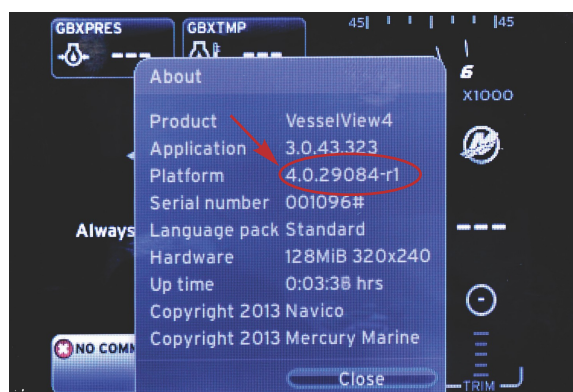 GBXPRES GBXTMP 45 45
--- ---
About 6
X1000
Product VesselView4
Application 3.0.43.323
Platform 4.0.29084-r1
Serial number 001096#
Always Language pack Standard ---
Hardware 128MiB 320x240
Up time 0:03:36 hrs
Copyright 2013 Navico
Copyright 2013 Mercury Marine
NO COMM
Close
TRIM